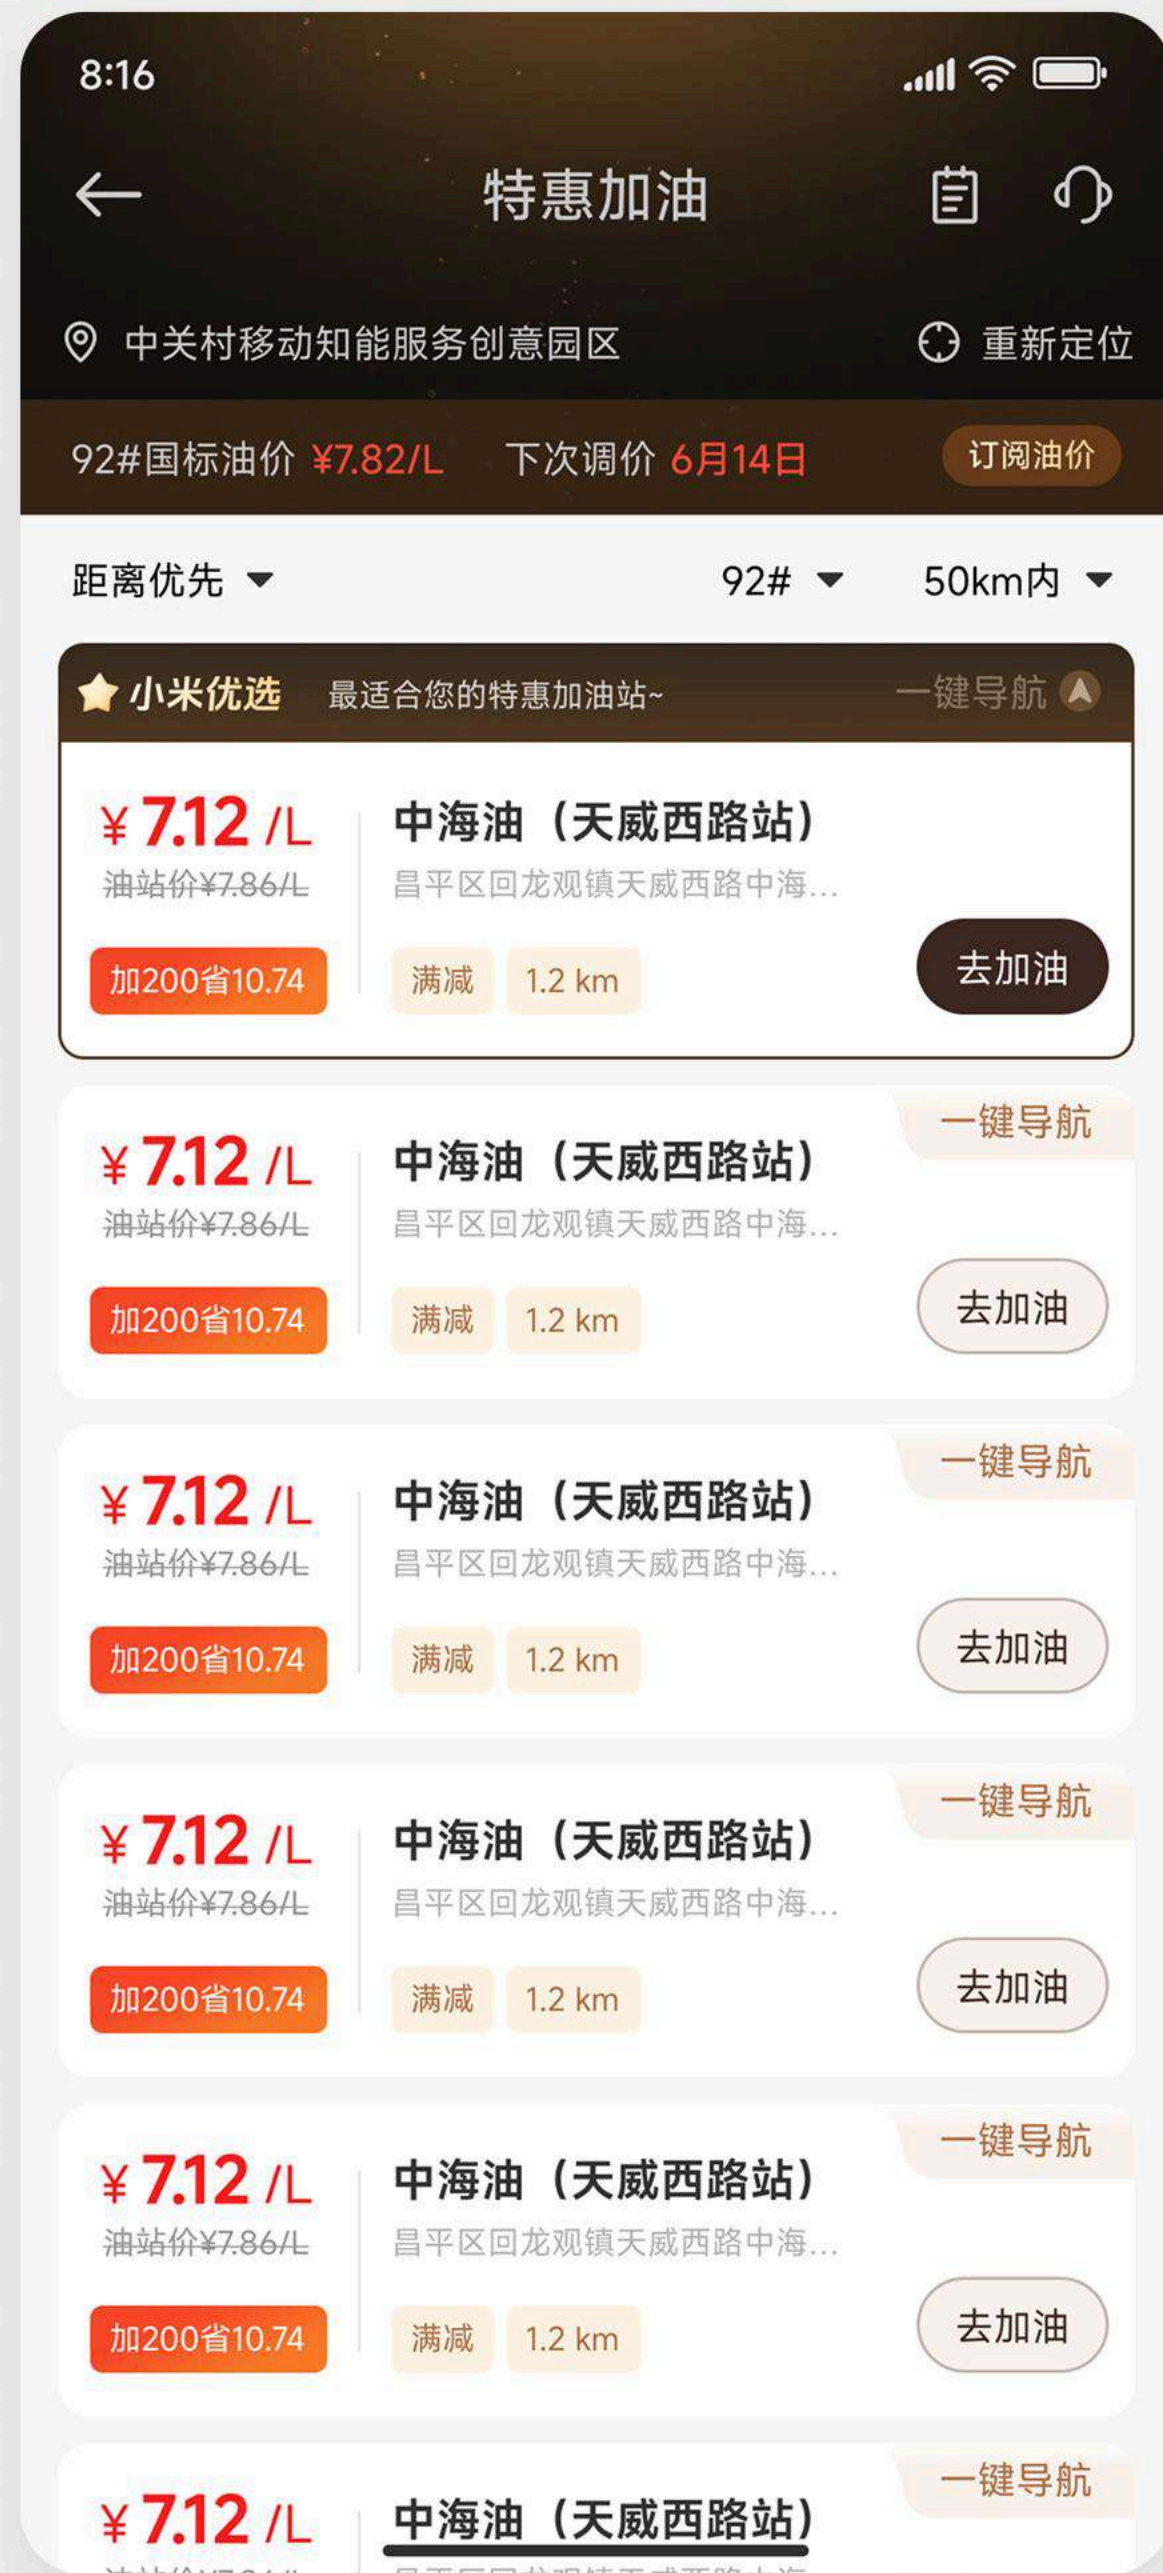 8:16
特惠加油
中关村移动知能服务创意园区 重新定位
92#国标油价 ¥7.82/L 下次调价 6月14日 订阅油价
距离优先 92# 50km内
小米优选 最适合您的特惠加油站~ 一键导航
¥7.12/L 中海油（天威西路站）
油站价¥7.86/L 昌平区回龙观镇天威西路中海...
加200省10.74 满减 1.2 km 去加油
一键导航
¥7.12/L 中海油（天威西路站）
油站价¥7.86/L 昌平区回龙观镇天威西路中海...
加200省10.74 满减 1.2 km 去加油
一键导航
¥7.12/L 中海油（天威西路站）
油站价¥7.86/L 昌平区回龙观镇天威西路中海...
加200省10.74 满减 1.2 km 去加油
一键导航
¥7.12/L 中海油（天威西路站）
油站价¥7.86/L 昌平区回龙观镇天威西路中海...
加200省10.74 满减 1.2 km 去加油
一键导航
¥7.12/L 中海油（天威西路站）
油站价¥7.86/L 昌平区回龙观镇天威西路中海...
加200省10.74 满减 1.2 km 去加油
一键导航
¥7.12/L 中海油（天威西路站）